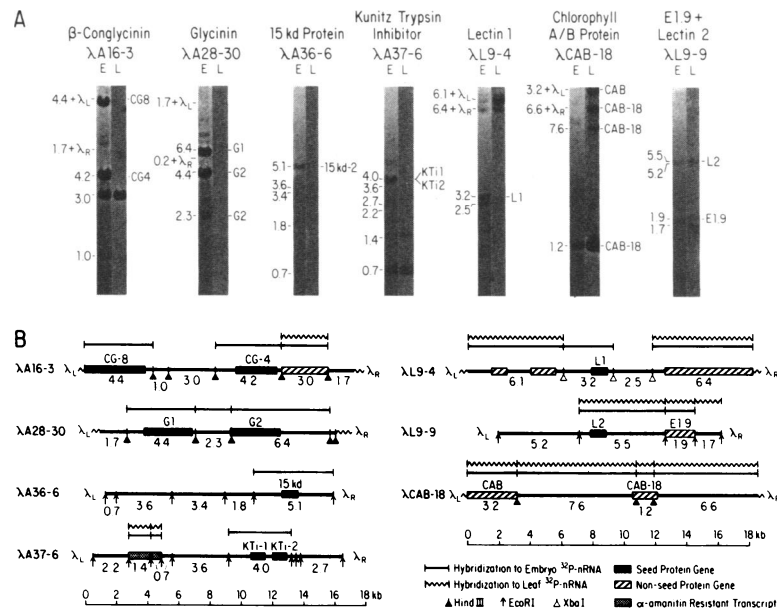 A
β-Conglycinin
λA16-3
E L
4.4+λL
1.7+λR
4.2
3.0
1.0
CG8
CG4
Glycinin
λA28-30
E L
1.7+λL
6.4
0.2+λR
4.4
2.3
G1
G2
G2
15kd Protein
λA36-6
E L
5.1
3.6
3.4
1.8
0.7
15kd-2
Kunitz Trypsin
Inhibitor
λA37-6
E L
4.0
3.6
2.7
2.2
1.4
0.7
KTi1
KTi2
Lectin 1
λL9-4
E L
6.1+λL
6.4+λR
3.2
2.5
L1
Chlorophyll
A/B Protein
λCAB-18
E L
3.2+λL
6.6+λR
7.6
1.2
CAB
CAB-18
CAB-18
CAB-18
E1.9+
Lectin 2
λL9-9
E L
5.5
5.2
1.9
1.7
L2
E1.9
B
λA16-3 λL CG-8 CG-4 λR
4.4 1.0 3.0 4.2 3.0 1.7
λA28-30 λL G1 G2 λR
1.7 4.4 2.3 6.4
λA36-6 λL 15kd λR
0.7 3.6 3.4 1.8 5.1
λA37-6 λL KTi-1 KTi-2 λR
2.2 1.4 0.7 3.6 4.0 2.7
0 2 4 6 8 10 12 14 16 18 kb
λL9-4 λL L1 λR
6.1 3.2 2.5 6.4
λL9-9 λL L2 E1.9 λR
5.2 5.5 1.9 1.7
λCAB-18 λL CAB CAB-18 λR
3.2 7.6 1.2 6.6
0 2 4 6 8 10 12 14 16 18 kb
Hybridization to Embryo 32P-mRNA
Seed Protein Gene
Hybridization to Leaf 32P-mRNA
Non-seed Protein Gene
Hind III
EcoRI
XbaI
α-amanitin Resistant Transcript